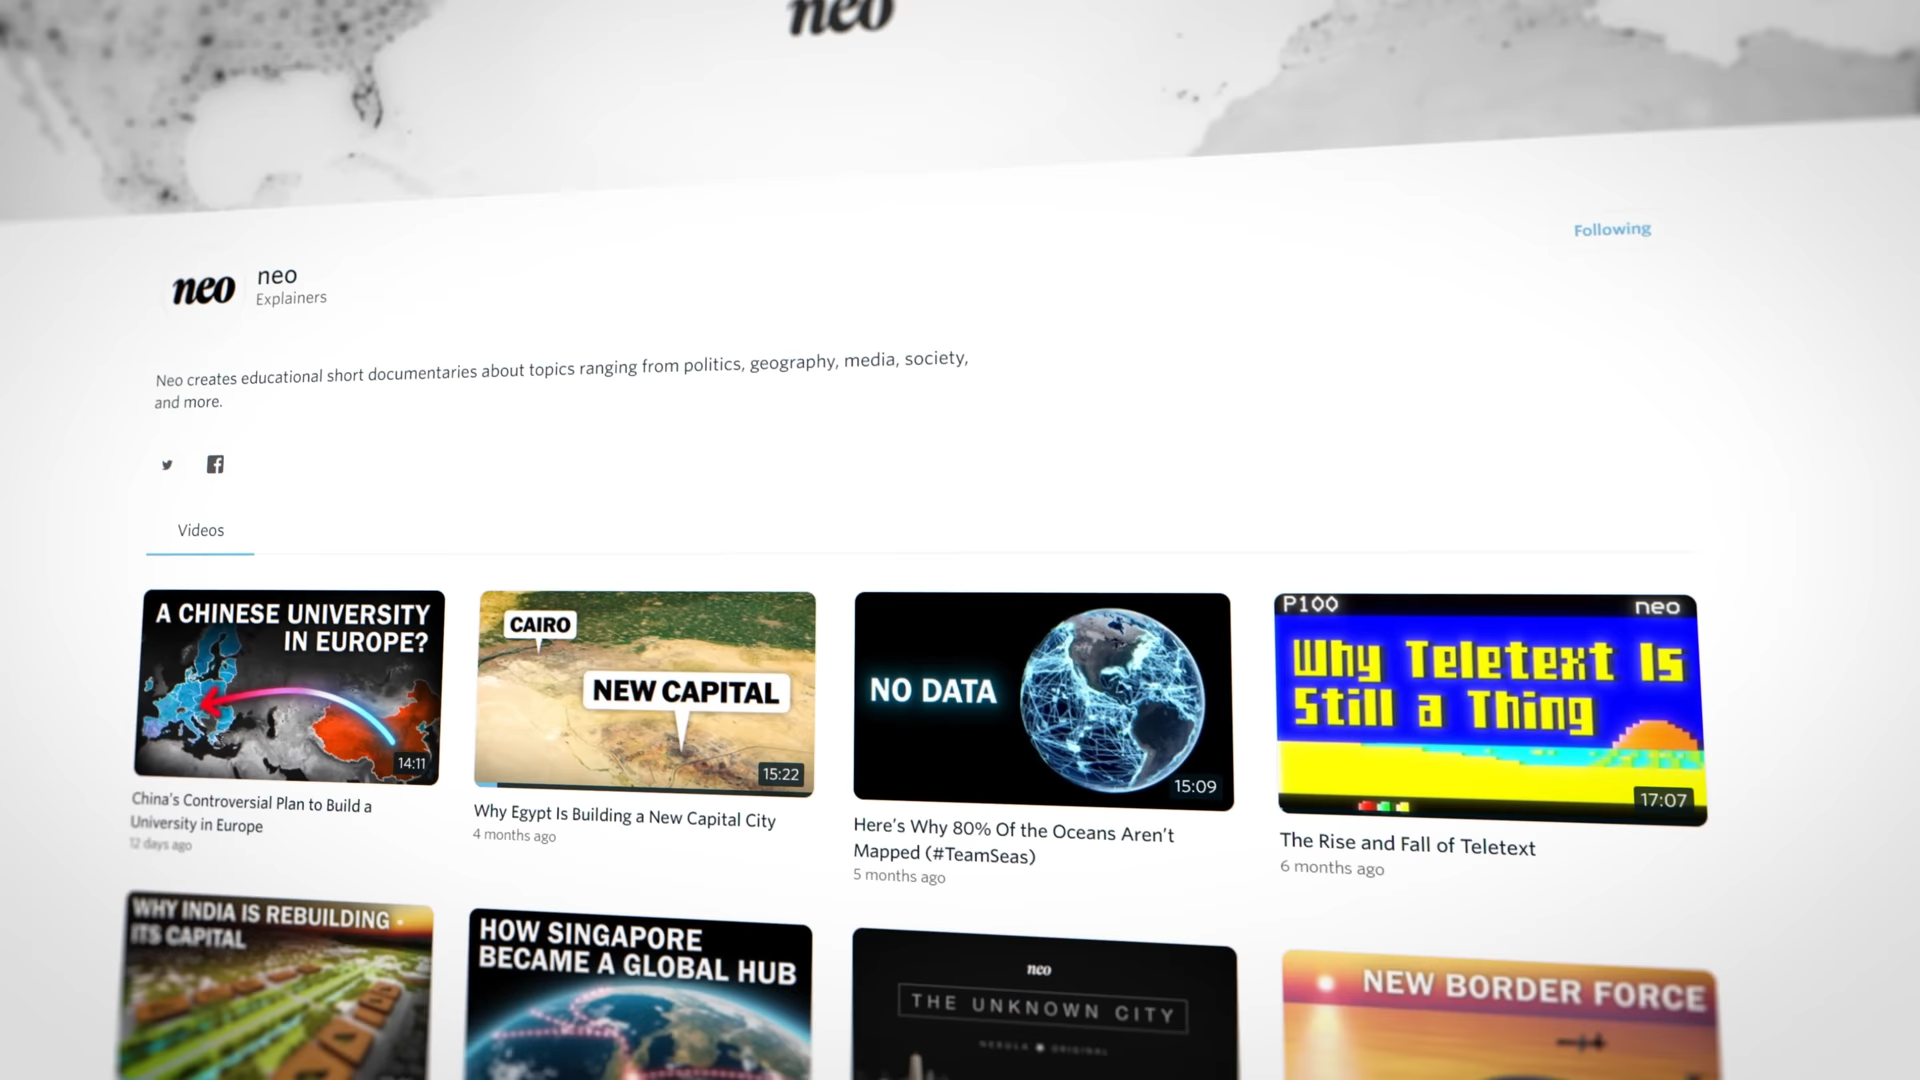 neo
Following
neo
neo
Explainers
Neo creates educational short documentaries about topics ranging from politics, geography, media, society,
and more.
Videos
A CHINESE UNIVERSITY
IN EUROPE?
14:11
China's Controversial Plan to Build a
University in Europe
12 days ago
CAIRO
NEW CAPITAL
15:22
Why Egypt Is Building a New Capital City
4 months ago
NO DATA
15:09
Here's Why 80% Of the Oceans Aren't
Mapped (#TeamSeas)
5 months ago
P100
neo
Why Teletext Is
Still a Thing
17:07
The Rise and Fall of Teletext
6 months ago
WHY INDIA IS REBUILDING
ITS CAPITAL
HOW SINGAPORE
BECAME A GLOBAL HUB
neo
THE UNKNOWN CITY
NEBULA ORIGINAL
NEW BORDER FORCE